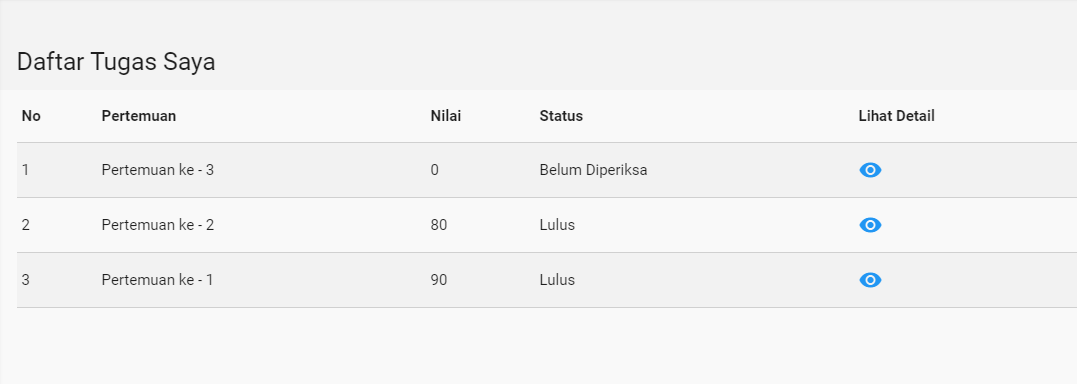 Daftar Tugas Saya
No Pertemuan Nilai Status Lihat Detail
1 Pertemuan ke - 3 0 Belum Diperiksa
2 Pertemuan ke - 2 80 Lulus
3 Pertemuan ke - 1 90 Lulus